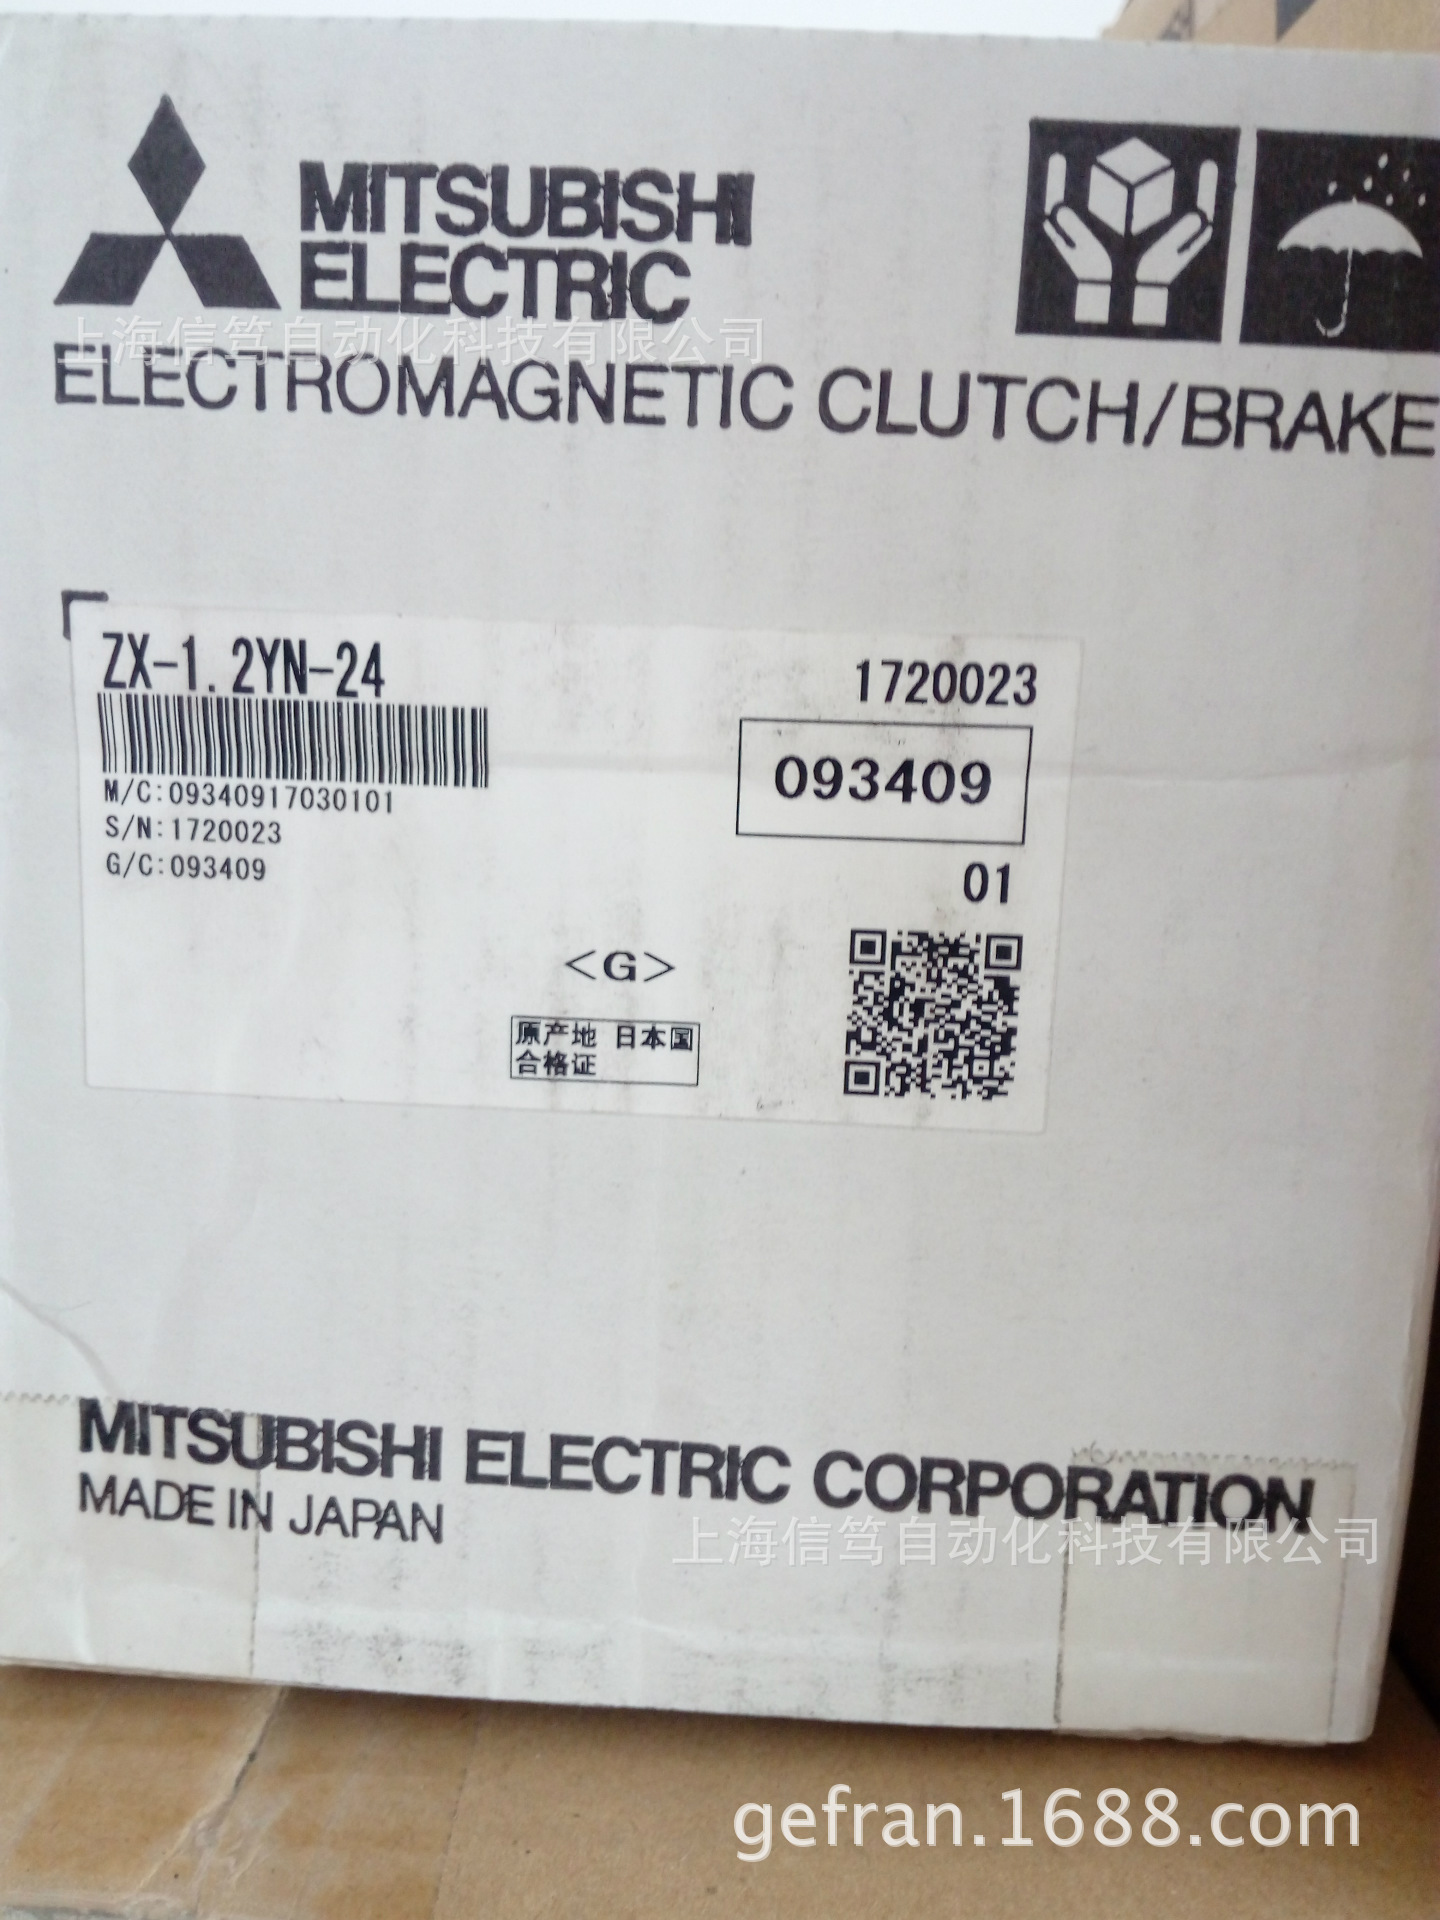 MITSUBISHI
ELECTRIC
上海信笃自动化科技有限公司
ELECTROMAGNETIC CLUTCH/BRAKE
ZX-1.2YN-24
1720023
093409
M/C:09340917030101
S/N:1720023
G/C:093409
01
<G>
原产地 日本国
合格证
MITSUBISHI ELECTRIC CORPORATION
MADE IN JAPAN
上海信笃自动化科技有限公司
gefran.1688.com